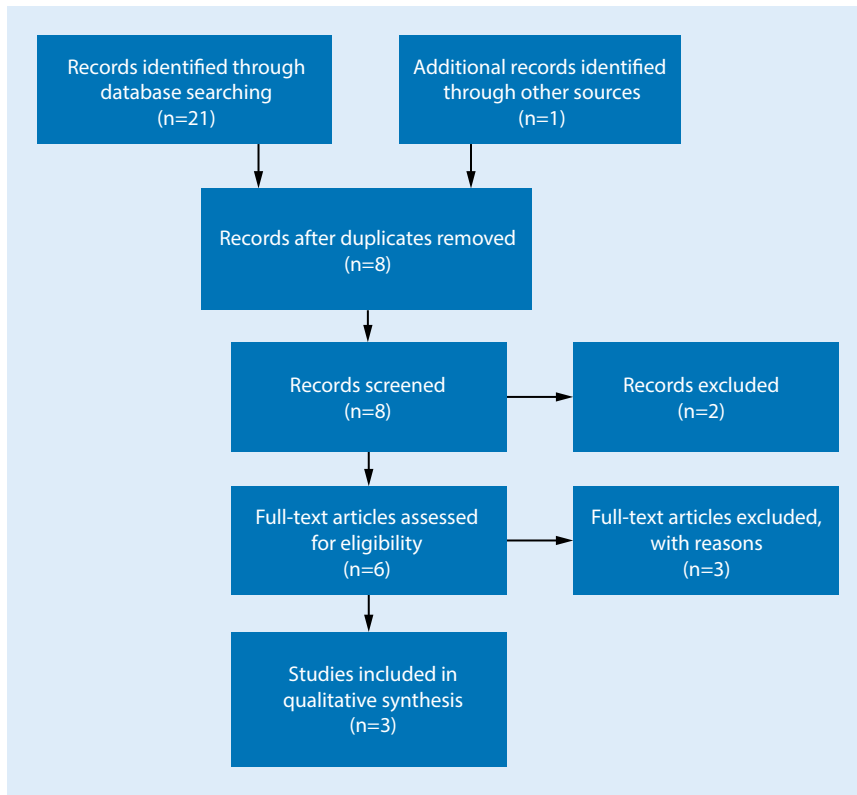 Records identified through
database searching
(n=21)
Additional records identified
through other sources
(n=1)
Records after duplicates removed
(n=8)
Records screened
(n=8)
Records excluded
(n=2)
Full-text articles assessed
for eligibility
(n=6)
Full-text articles excluded,
with reasons
(n=3)
Studies included in
qualitative synthesis
(n=3)